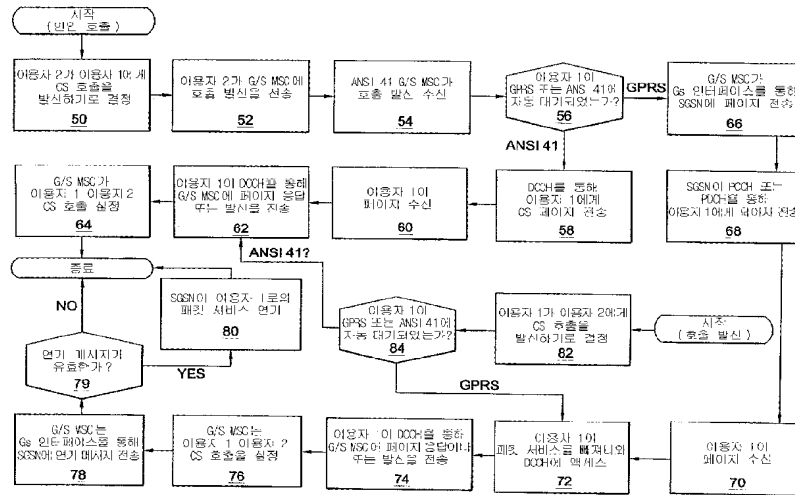 시작
(페인 호출)
이용자 2가 이용자 1에게
CS 호출을
발신하기로 결정
50
이용자 2가 G/S MSC에
호출 발신을 전송
52
ANSI 41 G/S MSC가
호출 발신 수신
54
이용자 1이
GPRS 또는 ANSI 41에
자동 대기되었는가?
56
GPRS
ANSI 41
G/S MSC가
Gs 인터페이스를 통해
SGSN에 페이지 전송
66
G/S MSC가
이용자 1 이용자 2
CS 호출 설정
64
이용자 1이 DCCH을 통해
G/S MSC에 페이지 응답
또는 발신을 전송
62
이용자 1이
페이지 수신
60
DCCH를 통해
이용자 1에게
CS 페이지 전송
58
SGSN이 PCCH 또는
PDCH를 통하여
이용자 1에게 전송
68
종료
ANSI 41?
NO
SGSN이 이용자 1로의
패킷 서비스 연기
80
이용자 1이
GPRS 또는 ANSI 41에
자동 대기되었는가?
84
이용자 1가 이용자 2에게
CS 호출을
발신하기로 결정
82
시작
(호출 발신)
연기 메시지가
유효한가?
79
YES
GPRS
G/S MSC는
Gs 인터페이스를 통해
SGSN에 연기 메시지 전송
78
G/S MSC는
이용자 1 이용자 2
CS 호출을 설정
76
이용자 1이 DCCH를 통해
G/S MSC에 페이지 응답이나
또는 발신을 전송
74
이용자 1이
패킷 서비스를 빠져나와
DCCH에 액세스
72
이용자 1이
페이지 수신
70